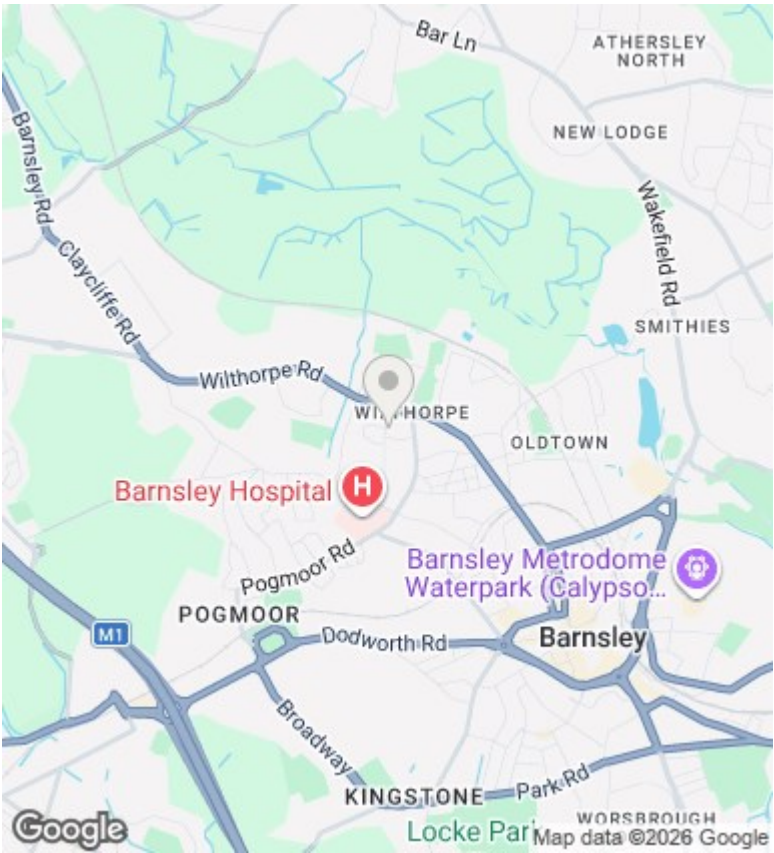 Bar Ln
ATHERSLEY
NORTH
NEW LODGE
Barnsley Rd
Wakefield Rd
Claycliffe Rd
SMITHIES
Wilthorpe Rd
WILTHORPE
OLDTOWN
Barnsley Hospital
H
Barnsley Metrodome
Waterpark (Calypso...
Pogmoor Rd
POGMOOR
M1
Dodworth Rd
Barnsley
Broadway
KINGSTONE
Park Rd
WORSBROUGH
Locke Park
Google
Map data ©2026 Google